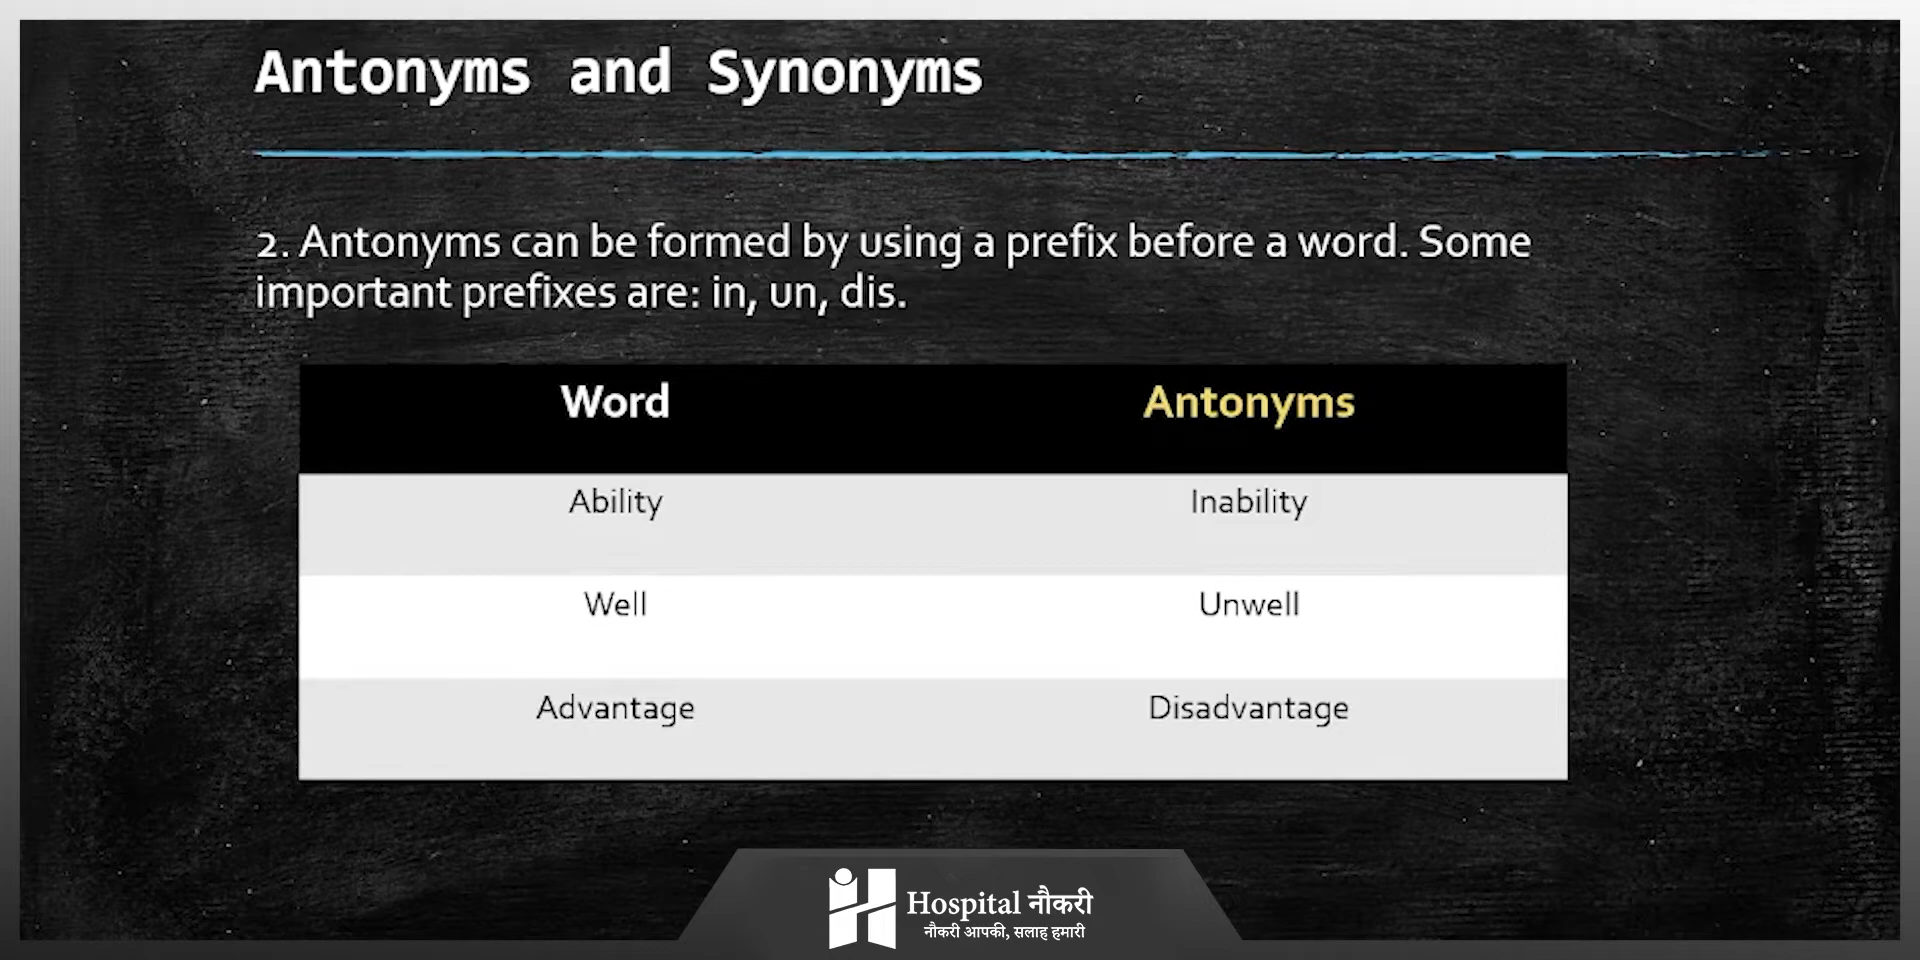 Antonyms and Synonyms
2. Antonyms can be formed by using a prefix before a word. Some
important prefixes are: in, un, dis.
Word Antonyms
Ability Inability
Well Unwell
Advantage Disadvantage
Hospital नौकरी
नौकरी आपकी, सलाह हमारी